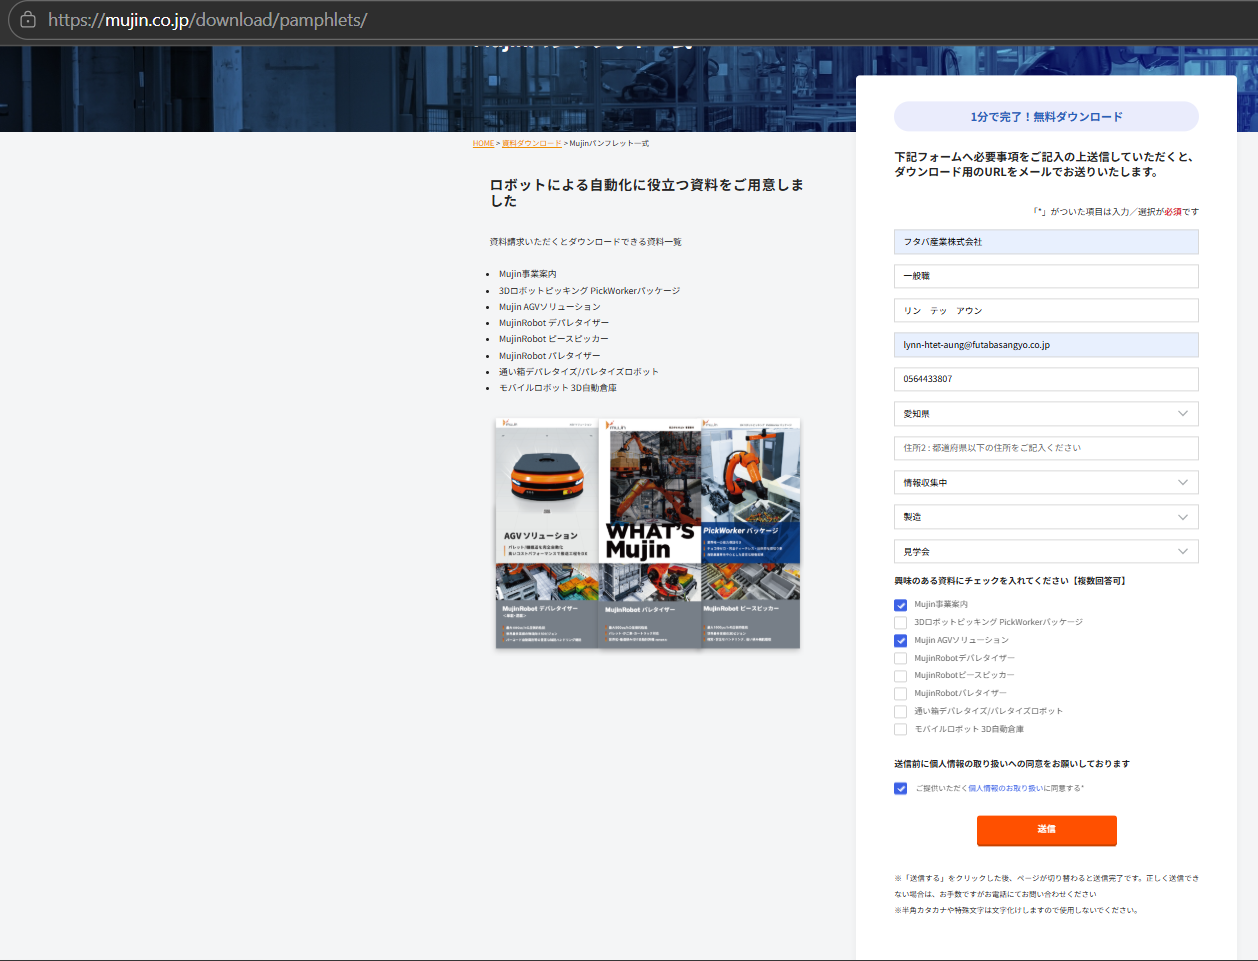 https://mujin.co.jp/download/pamphlets/
HOME > 資料ダウンロード > Mujinパンフレット一式
ロボットによる自動化に役立つ資料をご用意しま
した
資料請求いただくとダウンロードできる資料一覧
Mujin事業案内
3Dロボットピッキング PickWorkerパッケージ
Mujin AGVソリューション
MujinRobot デパレタイザー
MujinRobot ピースピッカー
MujinRobot パレタイザー
通い箱デパレタイズ/パレタイズロボット
モバイルロボット 3D自動倉庫
AGV ソリューション
WHAT'S
Mujin
PickWorker パッケージ
MujinRobot デパレタイザー
MujinRobot パレタイザー
MujinRobot ピースピッカー
1分で完了！無料ダウンロード
下記フォームへ必要事項をご記入の上送信していただくと、
ダウンロード用のURLをメールでお送りいたします。
「*」がついた項目は入力／選択が必須です
フタバ産業株式会社
一般職
リン　テッ　アウン
lynn-htet-aung@futabasangyo.co.jp
0564433807
愛知県
住所2 : 都道府県以下の住所をご記入ください
情報収集中
製造
見学会
興味のある資料にチェックを入れてください【複数回答可】
Mujin事業案内
3Dロボットピッキング PickWorkerパッケージ
Mujin AGVソリューション
MujinRobotデパレタイザー
MujinRobotピースピッカー
MujinRobotパレタイザー
通い箱デパレタイズ/パレタイズロボット
モバイルロボット 3D自動倉庫
送信前に個人情報の取り扱いへの同意をお願いしております
ご提供いただく個人情報のお取り扱いに同意する*
送信
※「送信する」をクリックした後、ページが切り替わると送信完了です。正しく送信でき
ない場合は、お手数ですがお電話にてお問い合わせください
※半角カタカナや特殊文字は文字化けしますので使用しないでください。